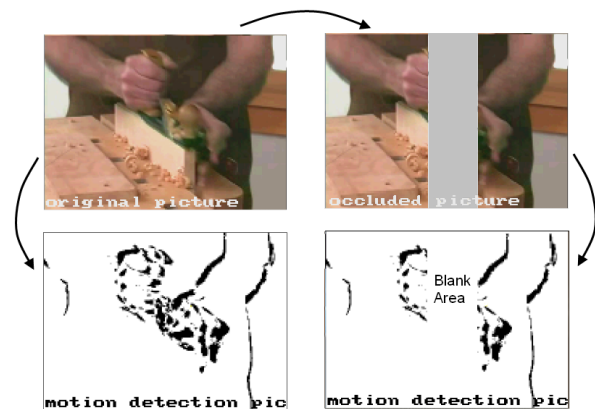 original picture
occluded picture
Blank
Area
motion detection pic
motion detection pic